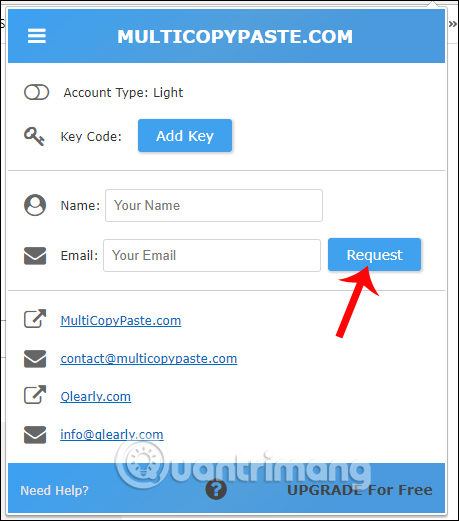 MULTICOPYPASTE.COM
Account Type: Light
Key Code: Add Key
Name: Your Name
Email: Your Email Request
MultiCopyPaste.com
contact@multicopypaste.com
Qlearly.com
info@qlearly.com
Quantrimang
Need Help? ? UPGRADE For Free